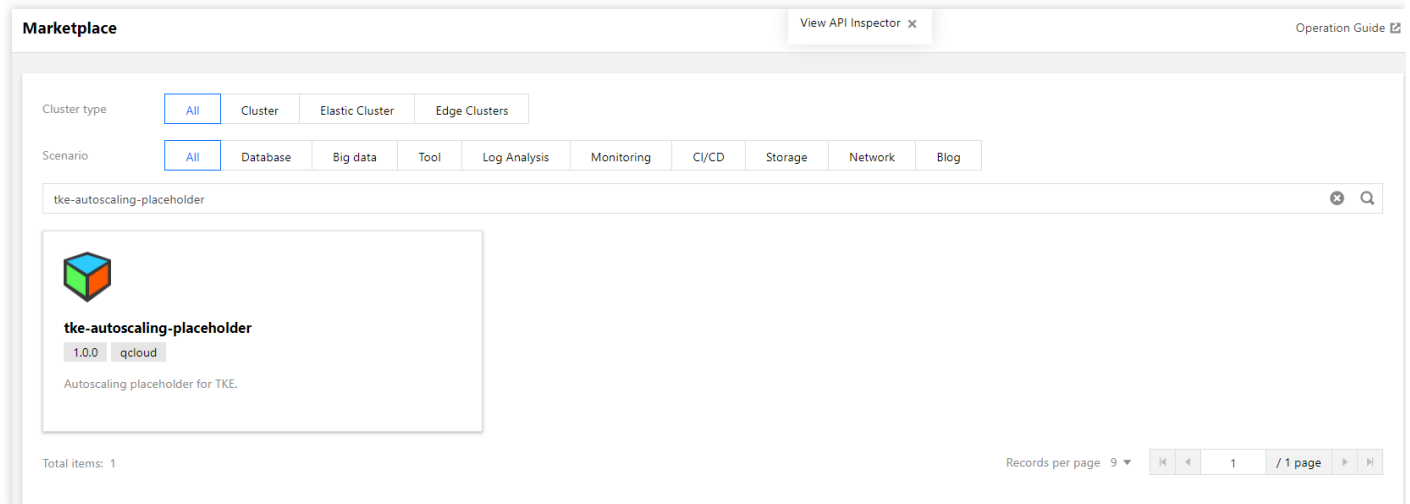 Marketplace View API Inspector Operation Guide
Cluster type All Cluster Elastic Cluster Edge Clusters
Scenario All Database Big data Tool Log Analysis Monitoring CI/CD Storage Network Blog
tke-autoscaling-placeholder
tke-autoscaling-placeholder
1.0.0 qcloud
Autoscaling placeholder for TKE.
Total items: 1 Records per page 9 1 / 1 page